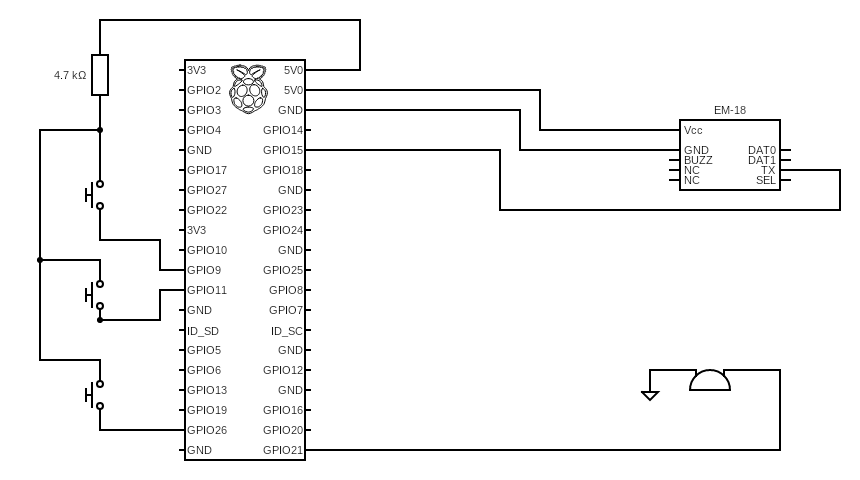 4.7 kΩ
3V3 5V0
GPIO2 5V0
GPIO3 GND
GPIO4 GPIO14
GND GPIO15
GPIO17 GPIO18
GPIO27 GND
GPIO22 GPIO23
3V3 GPIO24
GPIO10 GND
GPIO9 GPIO25
GPIO11 GPIO8
GND GPIO7
ID_SD ID_SC
GPIO5 GND
GPIO6 GPIO12
GPIO13 GND
GPIO19 GPIO16
GPIO26 GPIO20
GND GPIO21
EM-18
Vcc
GND DAT0
BUZZ DAT1
NC TX
NC SEL